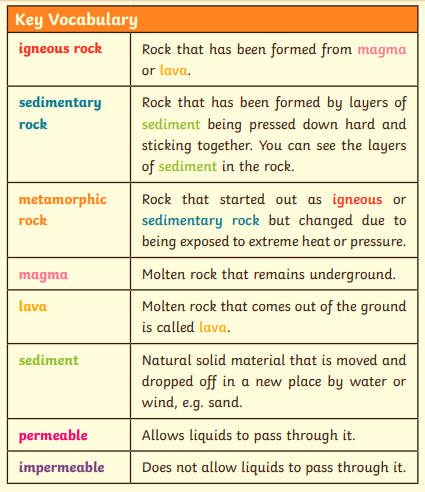 Key Vocabulary
igneous rock
Rock that has been formed from magma
or lava.
sedimentary
rock
Rock that has been formed by layers of
sediment being pressed down hard and
sticking together. You can see the layers
of sediment in the rock.
metamorphic
rock
Rock that started out as igneous or
sedimentary rock but changed due to
being exposed to extreme heat or pressure.
magma
Molten rock that remains underground.
lava
Molten rock that comes out of the ground
is called lava.
sediment
Natural solid material that is moved and
dropped off in a new place by water or
wind, e.g. sand.
permeable
Allows liquids to pass through it.
impermeable
Does not allow liquids to pass through it.